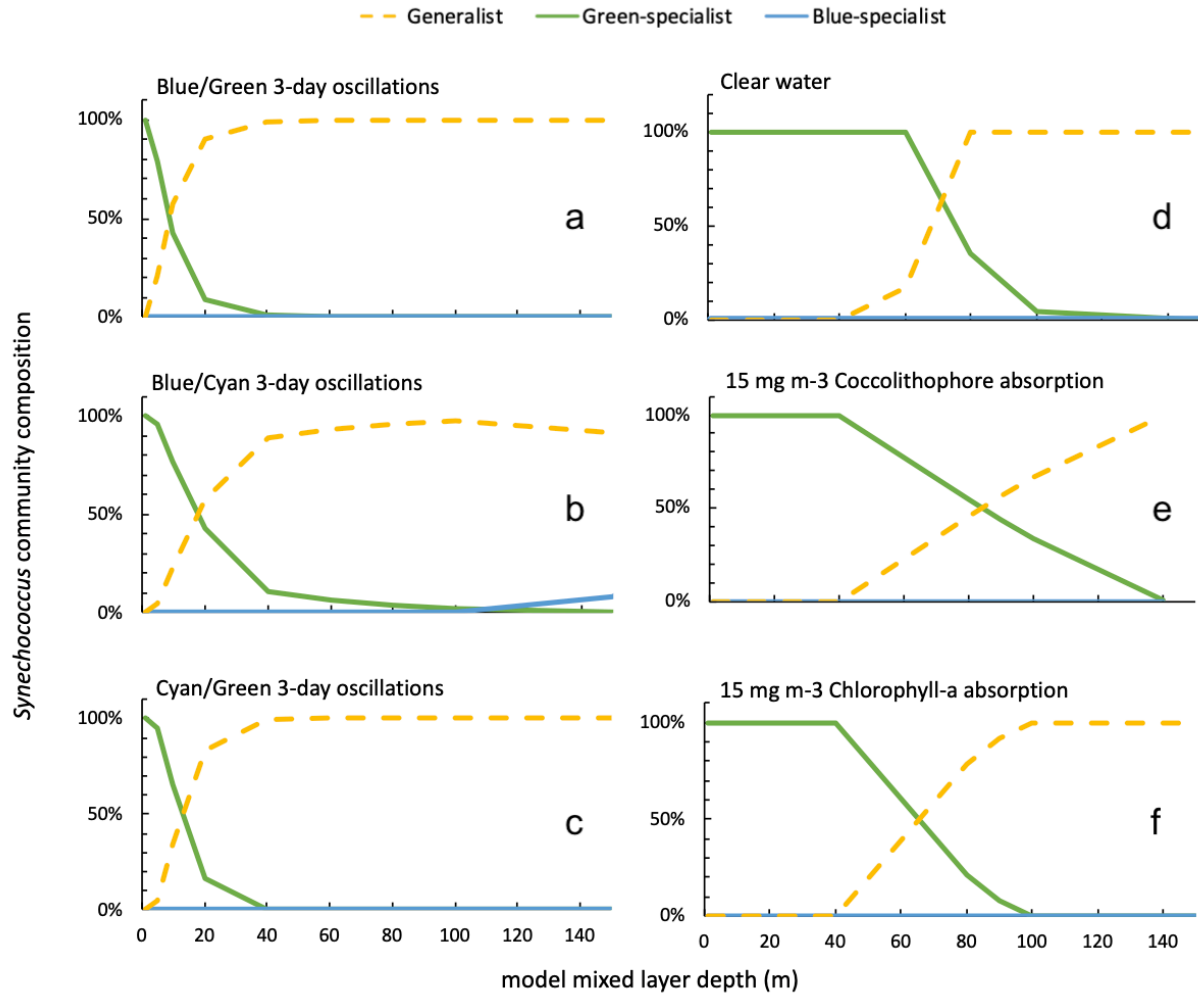 Generalist Green-specialist Blue-specialist
Synechococcus community composition
Blue/Green 3-day oscillations
100%
50%
0%
a
Blue/Cyan 3-day oscillations
100%
50%
0%
b
Cyan/Green 3-day oscillations
100%
50%
0%
c
0 20 40 60 80 100 120 140
Clear water
100%
50%
0%
d
15 mg m-3 Coccolithophore absorption
100%
50%
0%
e
15 mg m-3 Chlorophyll-a absorption
100%
50%
0%
f
0 20 40 60 80 100 120 140
model mixed layer depth (m)